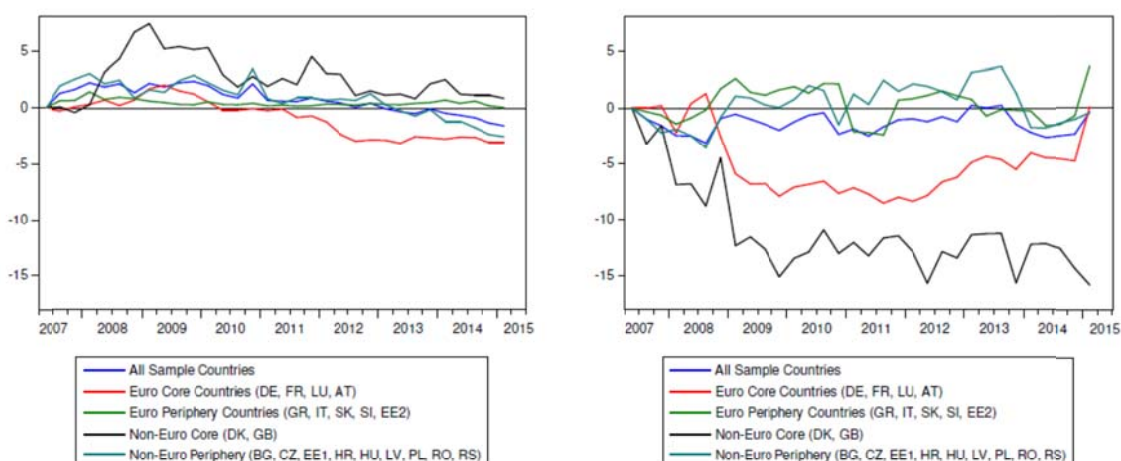 5
0
-5
-10
-15
2007 2008 2009 2010 2011 2012 2013 2014 2015
All Sample Countries
Euro Core Countries (DE, FR, LU, AT)
Euro Periphery Countries (GR, IT, SK, SI, EE2)
Non-Euro Core (DK, GB)
Non-Euro Periphery (BG, CZ, EE1, HR, HU, LV, PL, RO, RS)
5
0
-5
-10
-15
2007 2008 2009 2010 2011 2012 2013 2014 2015
All Sample Countries
Euro Core Countries (DE, FR, LU, AT)
Euro Periphery Countries (GR, IT, SK, SI, EE2)
Non-Euro Core (DK, GB)
Non-Euro Periphery (BG, CZ, EE1, HR, HU, LV, PL, RO, RS)